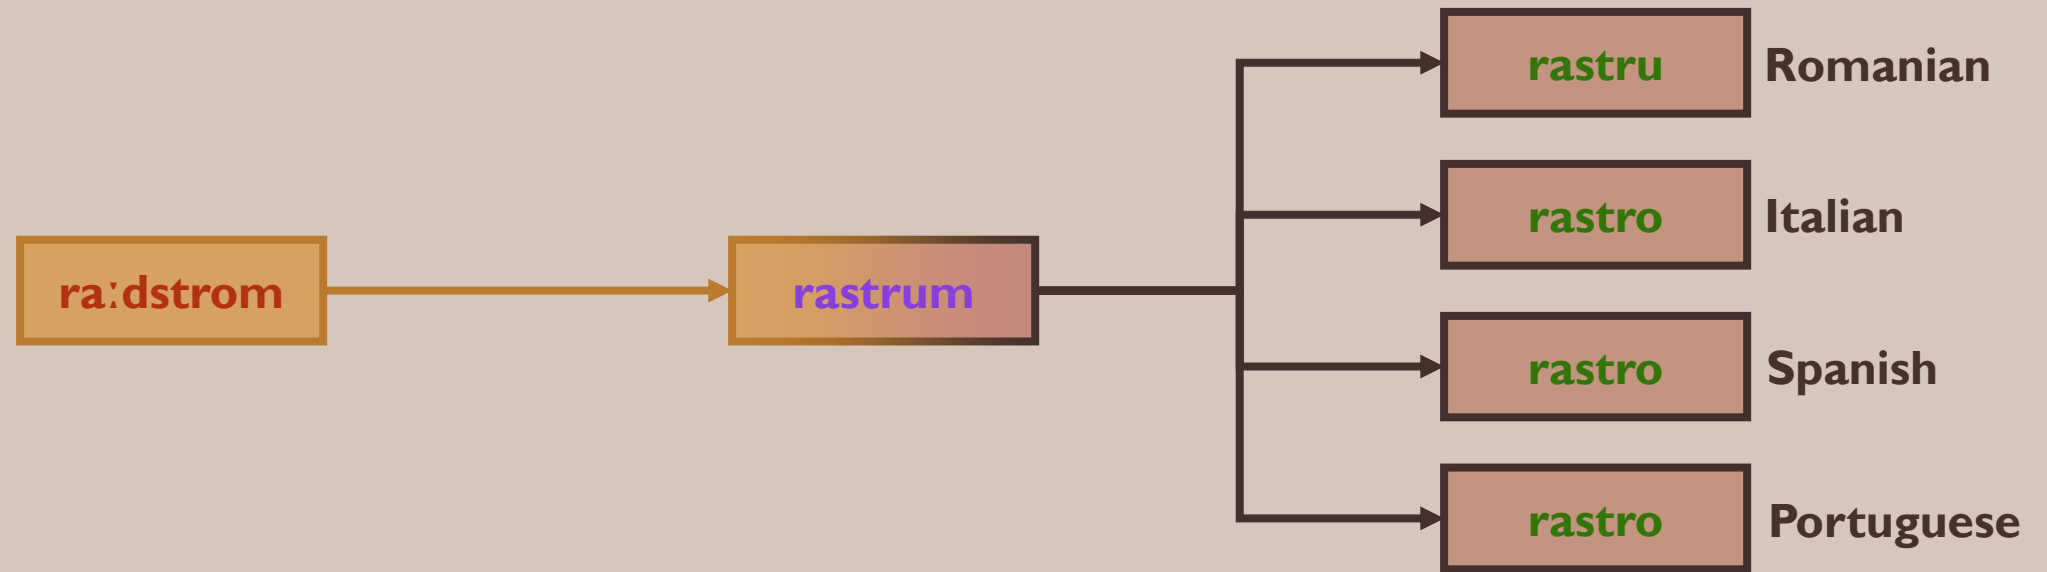 rastru Romanian
rastro Italian
raːdstrom
rastrum
rastro Spanish
rastro Portuguese